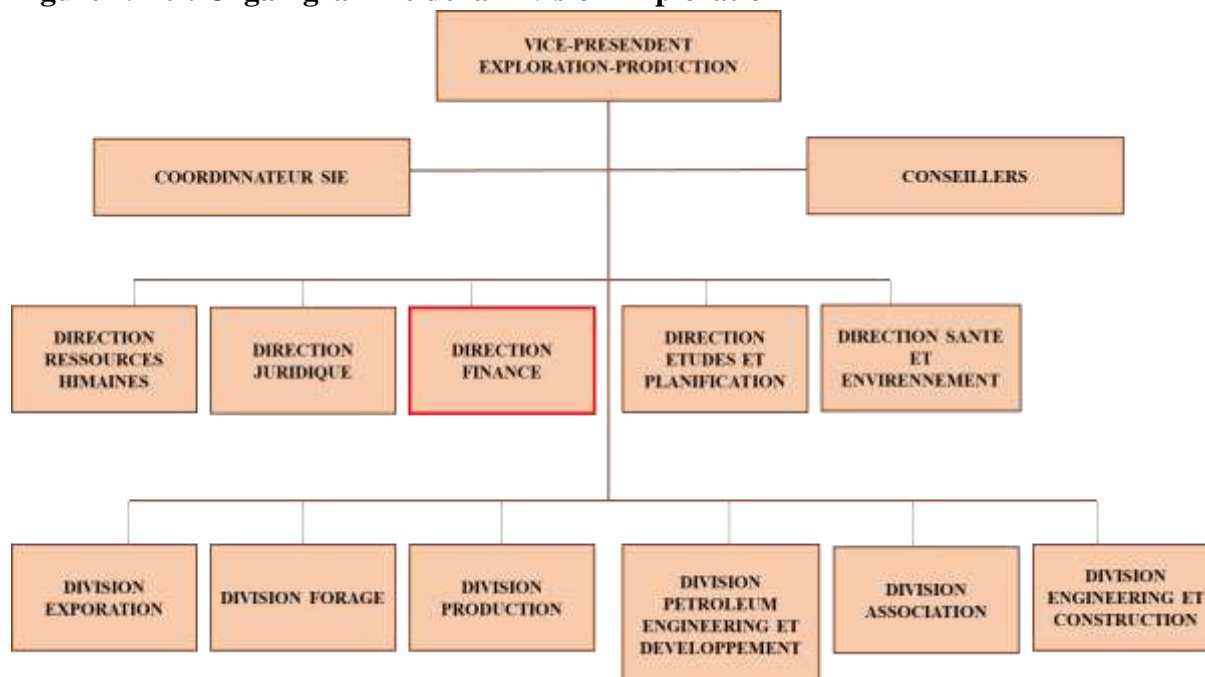 VICE-PRESENDENT
EXPLORATION-PRODUCTION
COORDINNATEUR SIE
CONSEILLERS
DIRECTION
RESSOURCES
HIMAINES
DIRECTION
JURIDIQUE
DIRECTION
FINANCE
DIRECTION
ETUDES ET
PLANIFICATION
DIRECTION SANTE
ET
ENVIRENNEMENT
DIVISION
EXPORATION
DIVISION FORAGE
DIVISION
PRODUCTION
DIVISION
PETROLEUM
ENGINEERING ET
DEVELOPPEMENT
DIVISION
ASSOCIATION
DIVISION
ENGINEERING ET
CONSTRUCTION